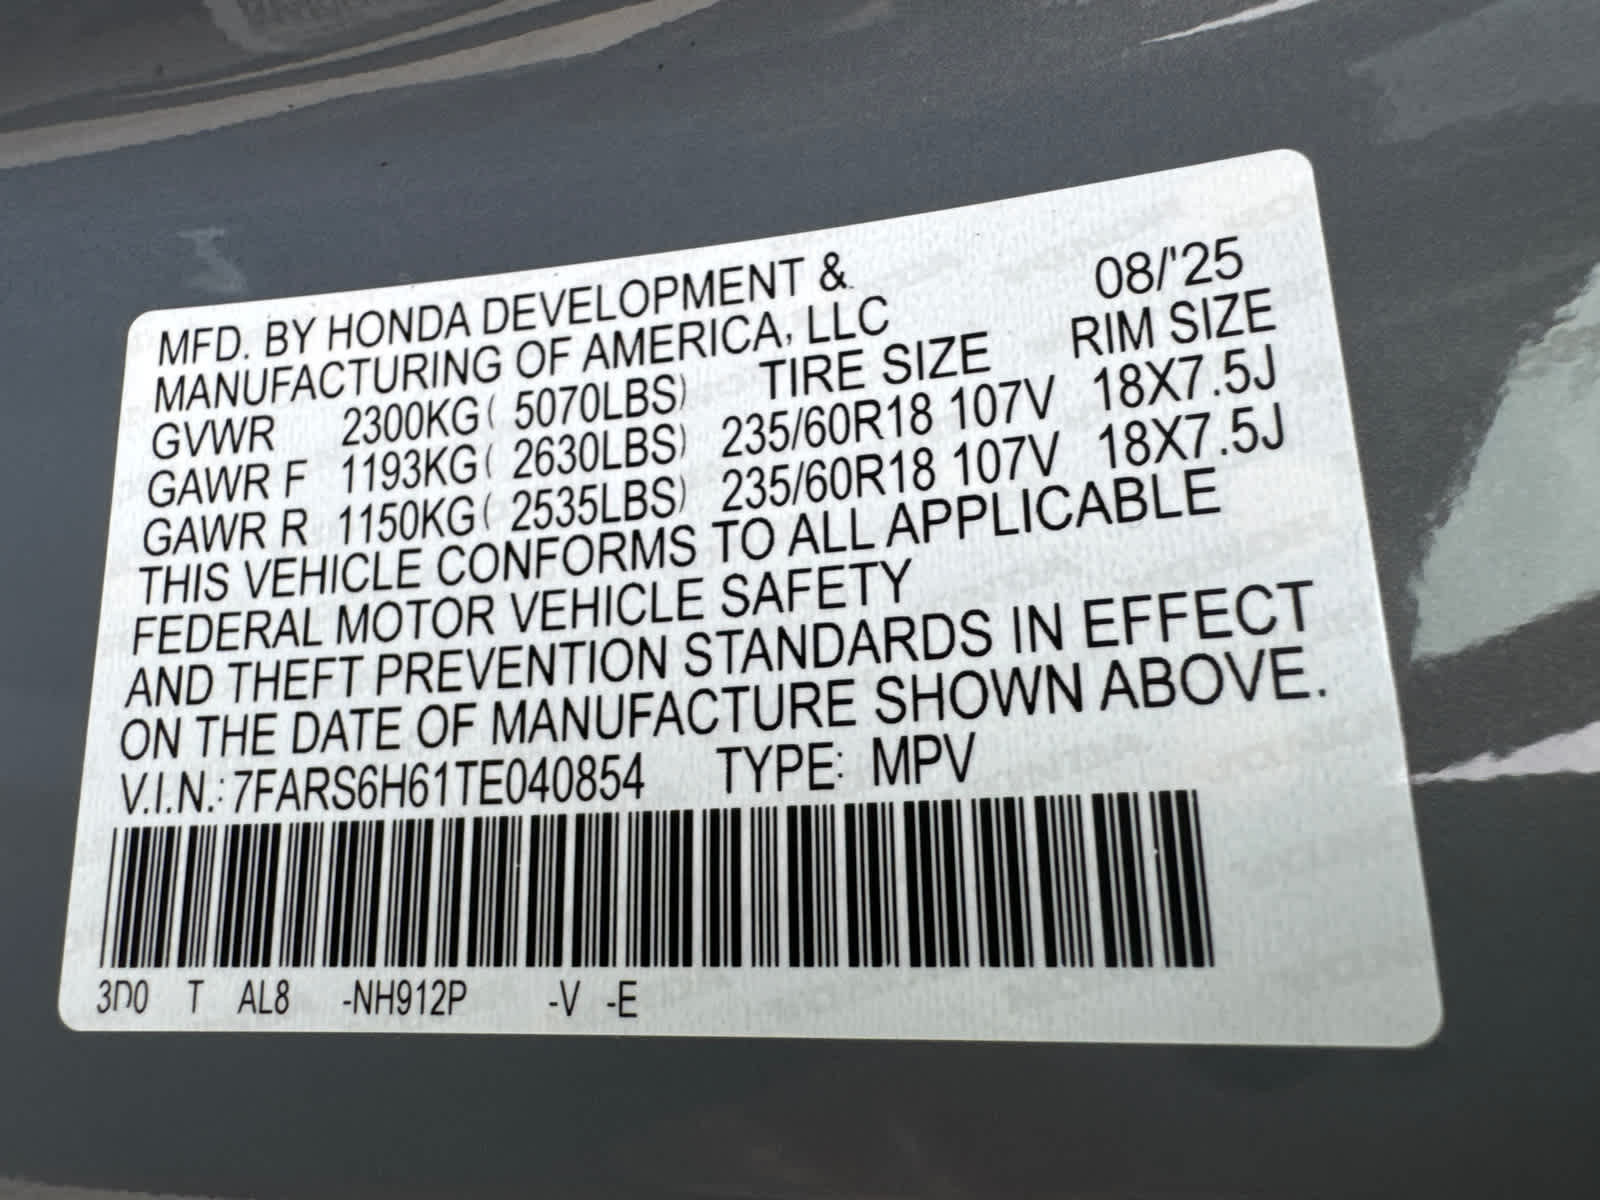 MFD. BY HONDA DEVELOPMENT & 08/'25
MANUFACTURING OF AMERICA, LLC
TIRE SIZE RIM SIZE
GVWR 2300KG( 5070LBS)
GAWR F 1193KG( 2630LBS) 235/60R18 107V 18X7.5J
GAWR R 1150KG( 2535LBS) 235/60R18 107V 18X7.5J
THIS VEHICLE CONFORMS TO ALL APPLICABLE
FEDERAL MOTOR VEHICLE SAFETY
AND THEFT PREVENTION STANDARDS IN EFFECT
ON THE DATE OF MANUFACTURE SHOWN ABOVE.
V.I.N.: 7FARS6H61TE040854 TYPE: MPV
3D0 T AL8 -NH912P -V -E